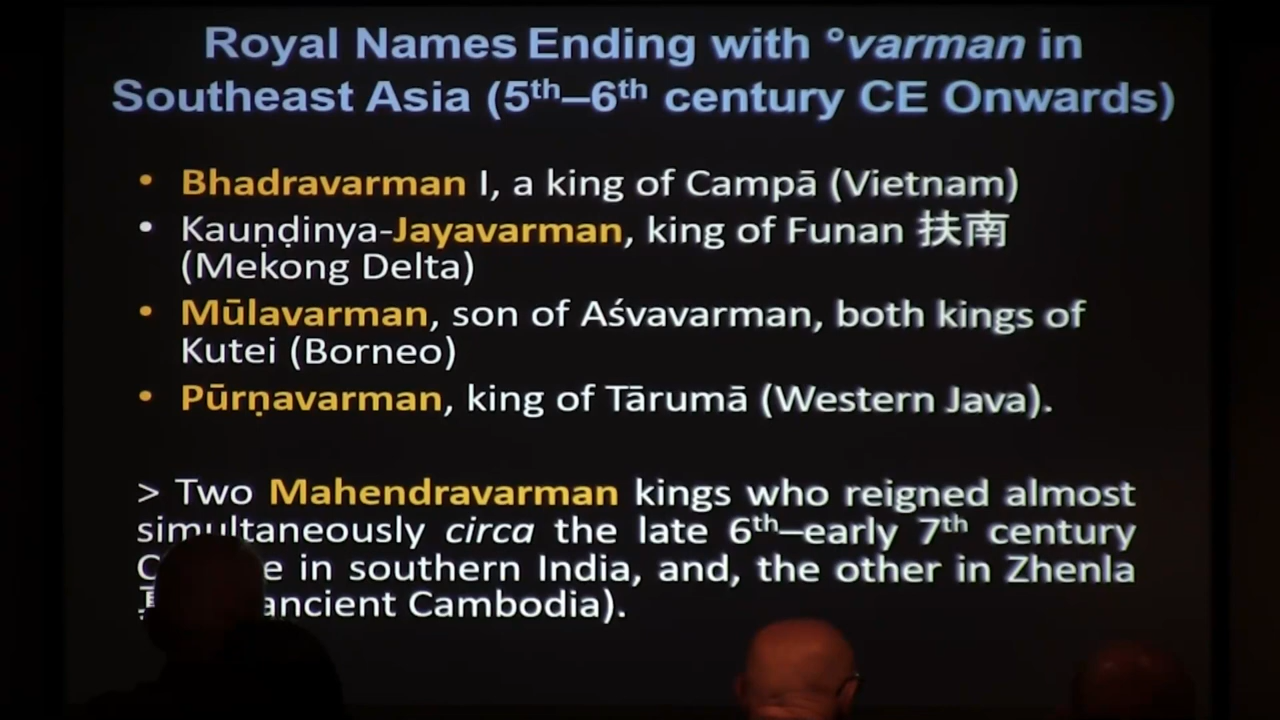 Royal Names Ending with °varman in
Southeast Asia (5th–6th century CE Onwards)
• Bhadravarman I, a king of Campā (Vietnam)
• Kauṇḍinya-Jayavarman, king of Funan 扶南
(Mekong Delta)
• Mūlavarman, son of Aśvavarman, both kings of
Kutei (Borneo)
• Pūrṇavarman, king of Tārumā (Western Java).
> Two Mahendravarman kings who reigned almost
simultaneously circa the late 6th–early 7th century
in southern India, and, the other in Zhenla
ancient Cambodia).